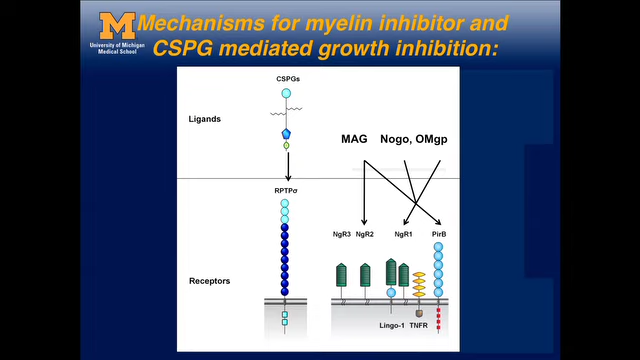 Mechanisms for myelin inhibitor and
CSPG mediated growth inhibition:
M
University of Michigan
Medical School
CSPGs
Ligands
MAG Nogo, OMgp
RPTPσ
NgR3 NgR2 NgR1 PirB
Receptors
Lingo-1 TNFR